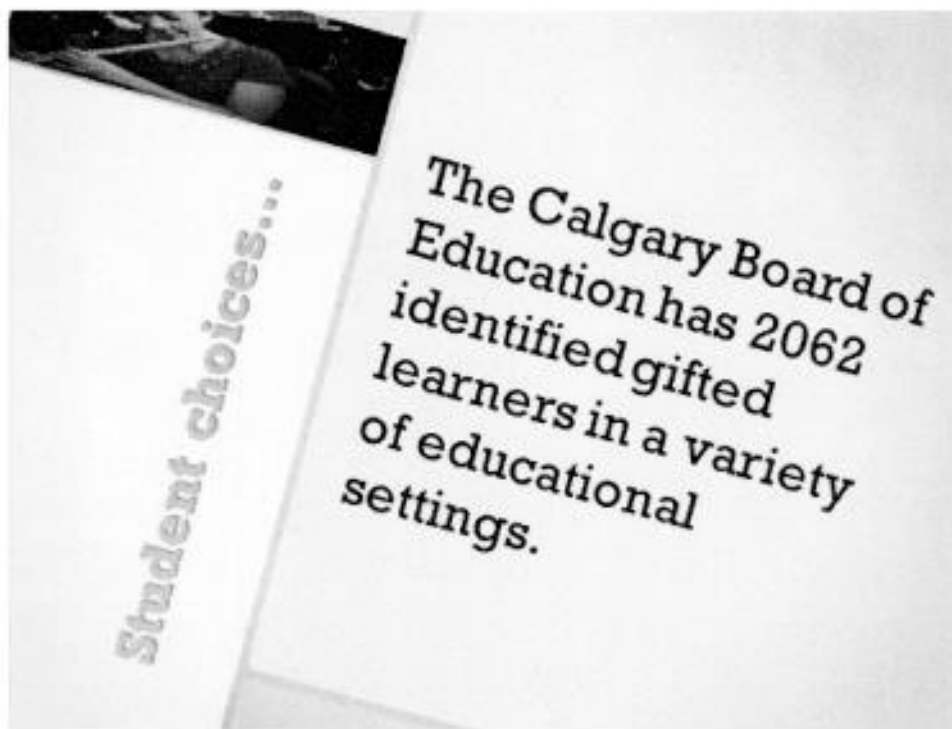 Student choices...
The Calgary Board of
Education has 2062
identified gifted
learners in a variety
of educational
settings.